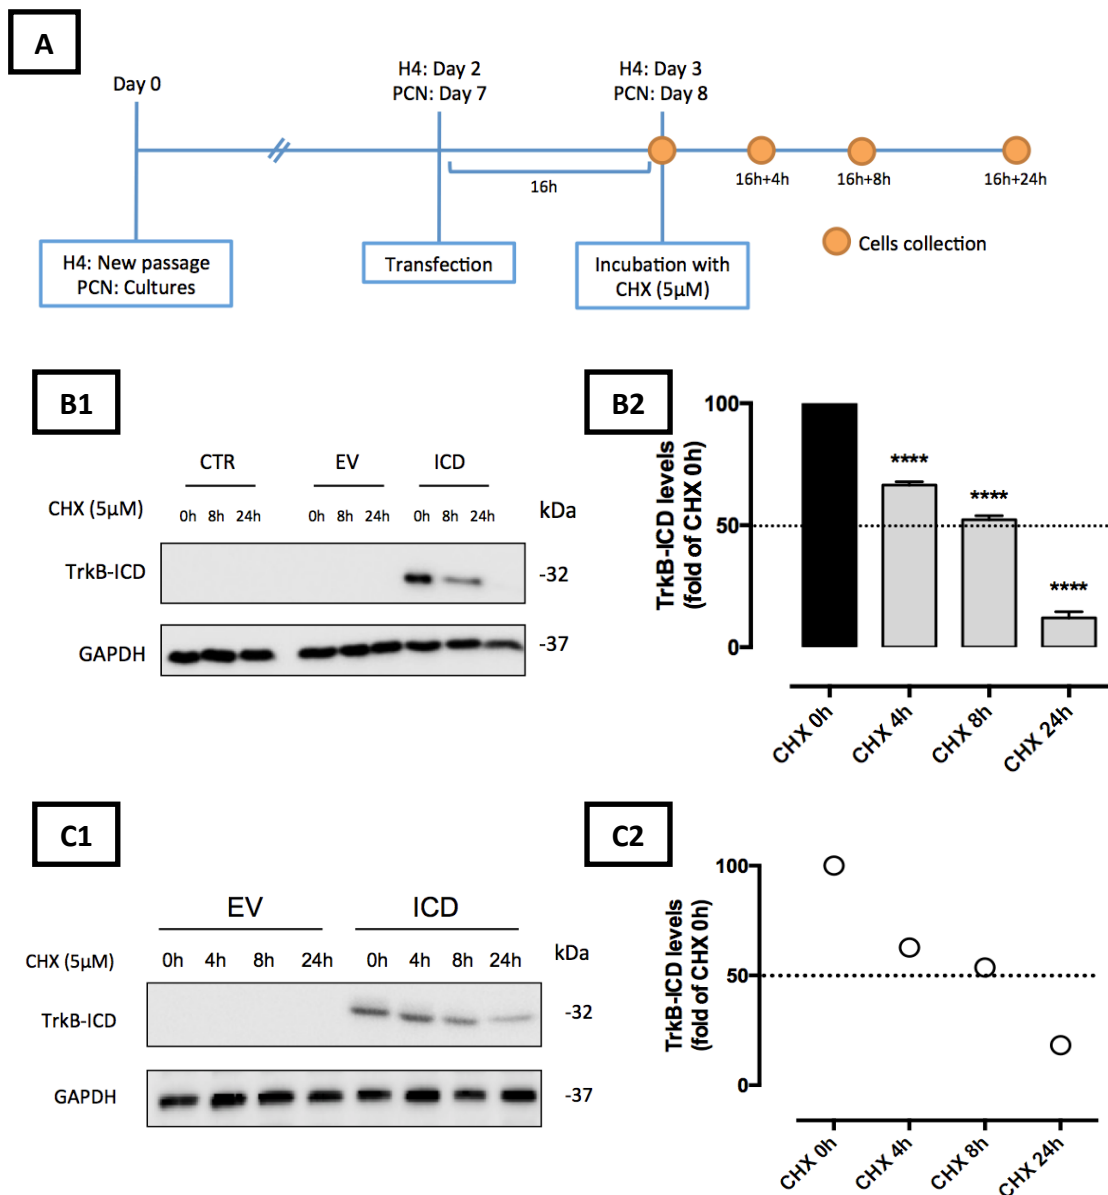 A
Day 0
H4: Day 2
PCN: Day 7
H4: Day 3
PCN: Day 8
16h
16h+4h
16h+8h
16h+24h
H4: New passage
PCN: Cultures
Transfection
Incubation with
CHX (5µM)
Cells collection
B1
CTR
EV
ICD
CHX (5µM)
0h 8h 24h
0h 8h 24h
0h 8h 24h
kDa
TrkB-ICD
-32
GAPDH
-37
B2
TrkB-ICD levels
(fold of CHX 0h)
100
50
0
****
****
****
CHX 0h
CHX 4h
CHX 8h
CHX 24h
C1
EV
ICD
CHX (5µM)
0h 4h 8h 24h
0h 4h 8h 24h
kDa
TrkB-ICD
-32
GAPDH
-37
C2
TrkB-ICD levels
(fold of CHX 0h)
100
50
0
CHX 0h
CHX 4h
CHX 8h
CHX 24h